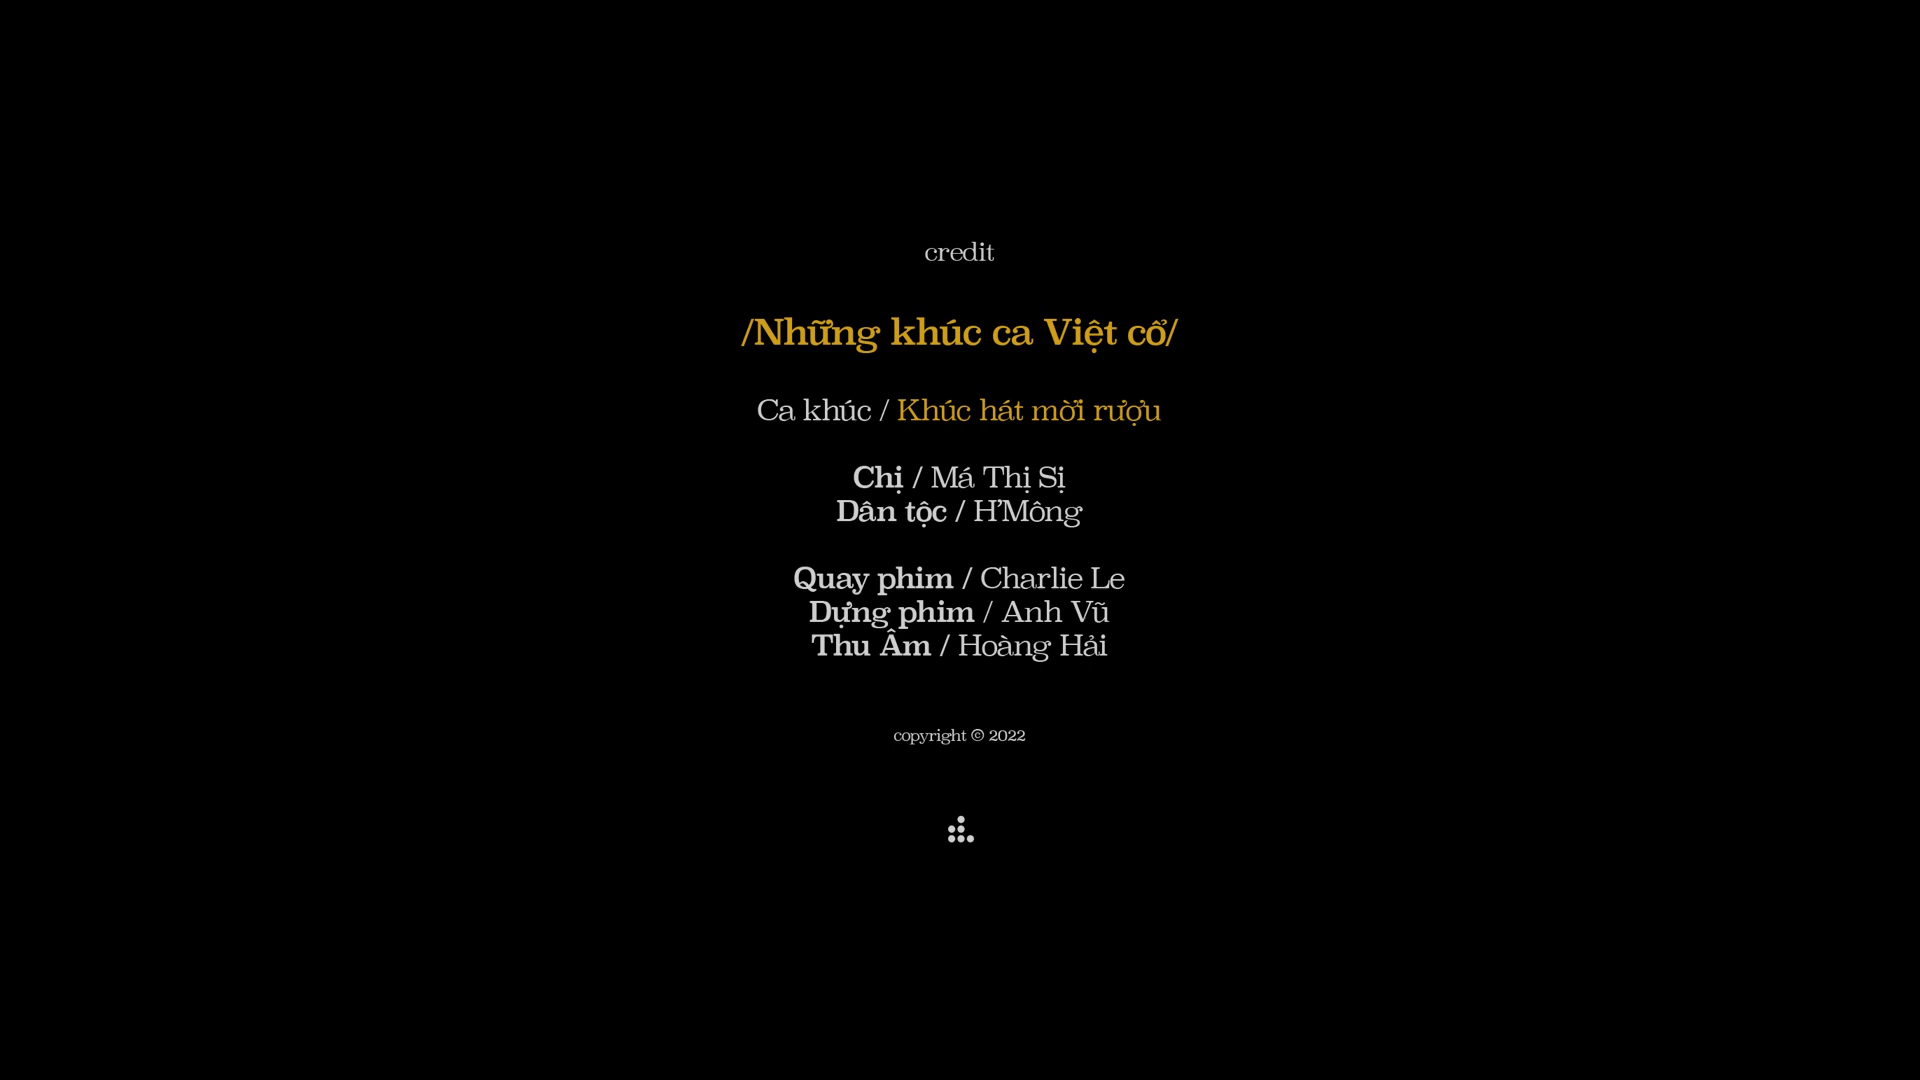 credit
/Những khúc ca Việt cổ/
Ca khúc / Khúc hát mời rượu
Chị / Má Thị Sị
Dân tộc / H’Mông
Quay phim / Charlie Le
Dựng phim / Anh Vũ
Thu Âm / Hoàng Hải
copyright © 2022